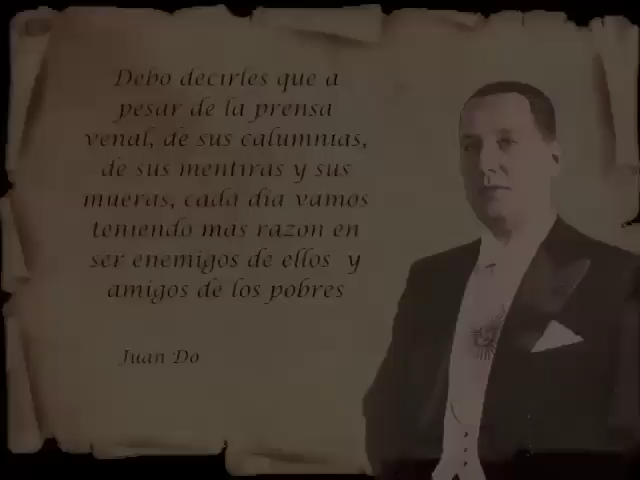 Debo decirles que a
pesar de la prensa
venal, de sus calumnias,
de sus mentiras y sus
mueras, cada dia vamos
teniendo mas razon en
ser enemigos de ellos y
amigos de los pobres
Juan Do